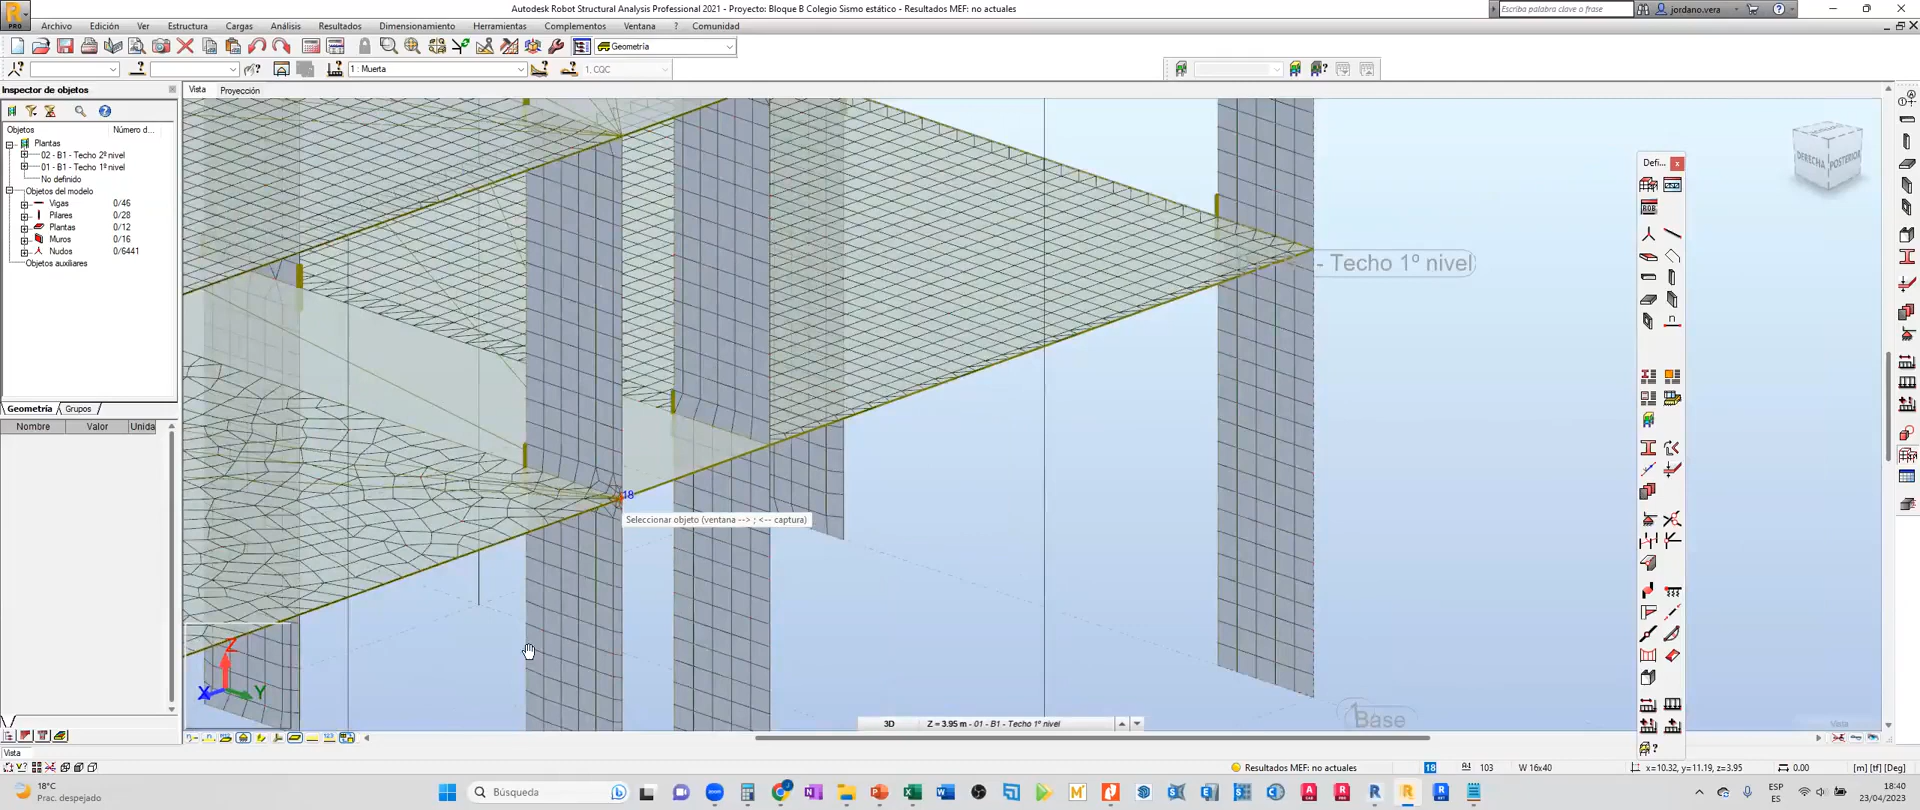 Autodesk Robot Structural Analysis Professional 2021 - Proyecto: Bloque B Colegio Sismo estático - Resultados MEF: no actuales
Escriba palabra clave o frase
jordano.vera
PRO
Archivo Edición Ver Estructura Cargas Análisis Resultados Dimensionamiento Herramientas Complementos Ventana ? Comunidad
Geometría
1 : Muerta
1. CQC
Inspector de objetos
Vista Proyección
Objetos Número d...
Plantas
02 - B1 - Techo 2º nivel
01 - B1 - Techo 1º nivel
No definido
Objetos del modelo
Vigas 0/46
Pilares 0/28
Plantas 0/12
Muros 0/16
Nudos 0/6441
Objetos auxiliares
Geometría Grupos
Nombre Valor Unida
- Techo 1º nivel
DERECHA POSTERIOR
Defi...
18
Seleccionar objeto (ventana --> ; <-- captura)
Z
X Y
1
Base
3D Z = 3.95 m - 01 - B1 - Techo 1º nivel
Vista
Vista
Resultados MEF: no actuales 18 103 W 16x40 x=10.32, y=11.19, z=3.95 0.00 [m] [tf] [Deg]
18°C
Prac. despejado
Búsqueda
ESP
ES
18:40
23/04/2023